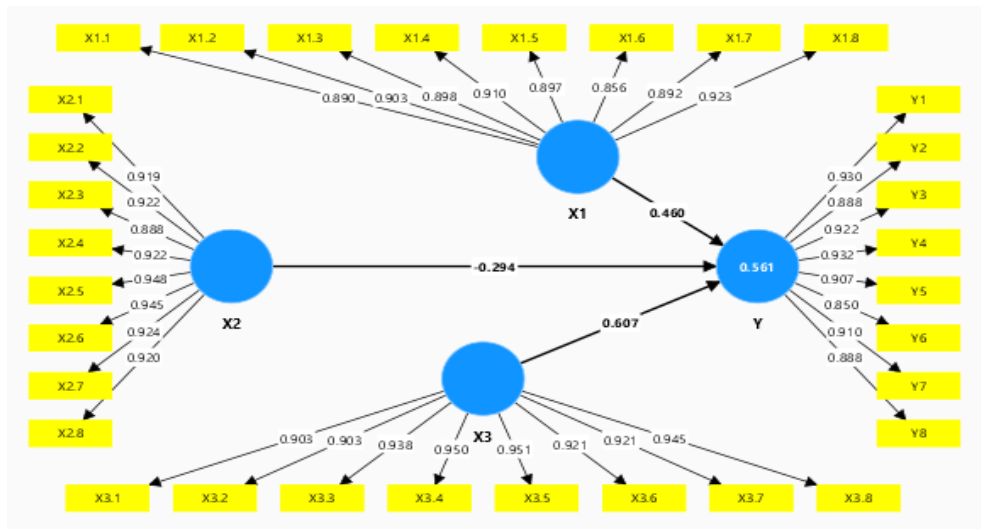 X1.1 X1.2 X1.3 X1.4 X1.5 X1.6 X1.7 X1.8
0.890 0.903 0.898 0.910 0.897 0.856 0.892 0.923
X1
X2.1
X2.2
X2.3
X2.4
X2.5
X2.6
X2.7
X2.8
0.919
0.922
0.888
0.922
0.948
0.945
0.924
0.920
X2
0.460
-0.294
0.607
0.561
Y
0.930
0.888
0.922
0.932
0.907
0.850
0.910
0.888
Y1
Y2
Y3
Y4
Y5
Y6
Y7
Y8
X3
0.903 0.903 0.938 0.950 0.951 0.921 0.921 0.945
X3.1 X3.2 X3.3 X3.4 X3.5 X3.6 X3.7 X3.8